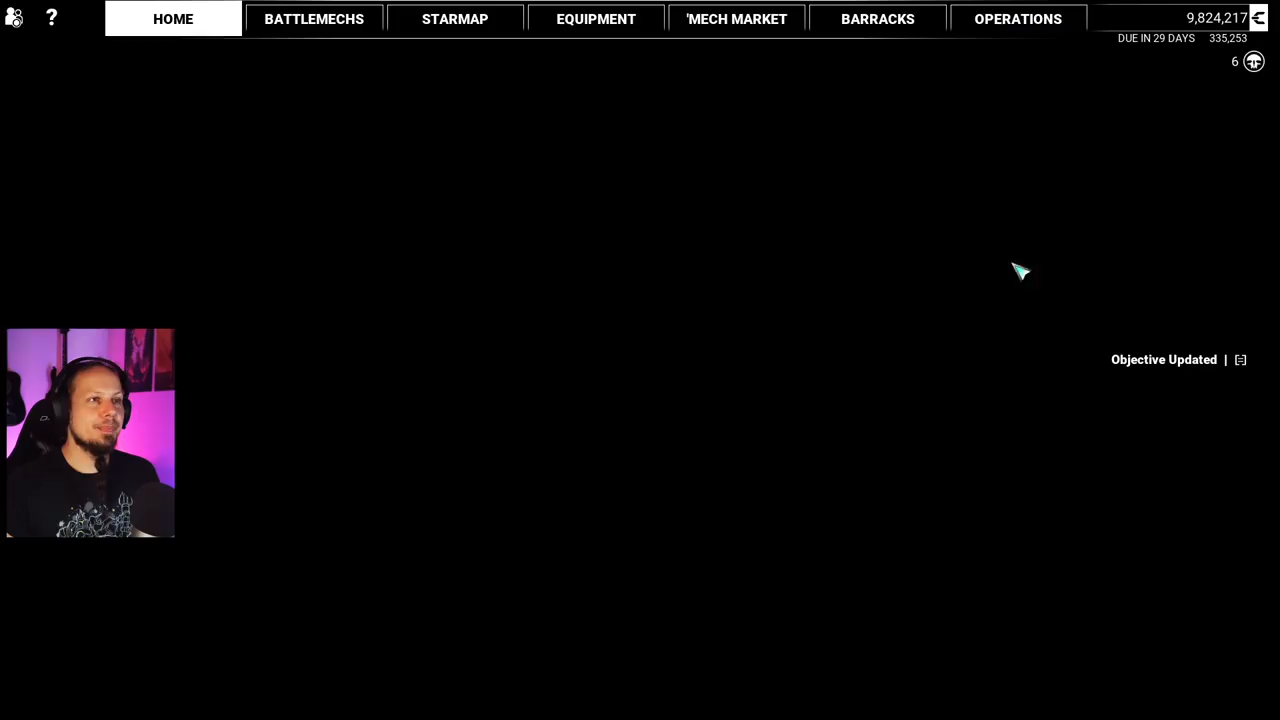 ?
HOME
BATTLEMECHS
STARMAP
EQUIPMENT
'MECH MARKET
BARRACKS
OPERATIONS
9,824,217
DUE IN 29 DAYS 335,253
6
Objective Updated |